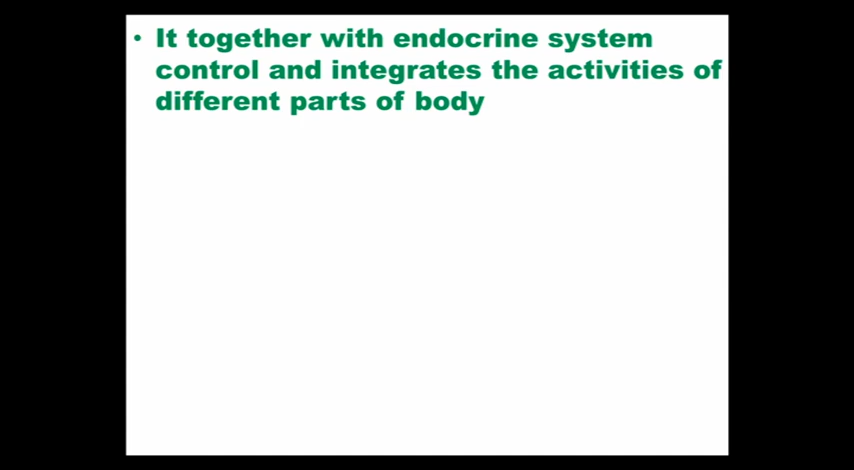 • It together with endocrine system
control and integrates the activities of
different parts of body